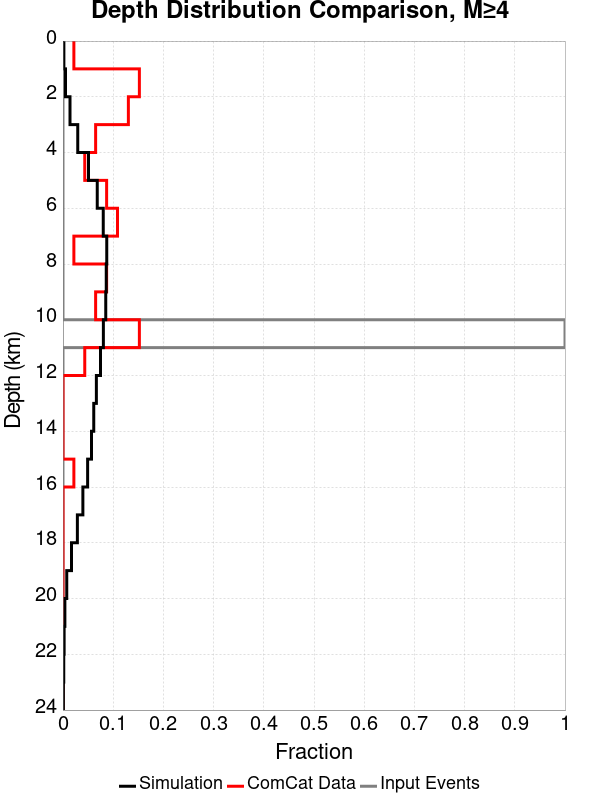 Depth Distribution Comparison, M≥4
0
2
4
6
8
10
12
14
16
18
20
22
24
Depth (km)
0 0.1 0.2 0.3 0.4 0.5 0.6 0.7 0.8 0.9 1
Fraction
Simulation ComCat Data Input Events